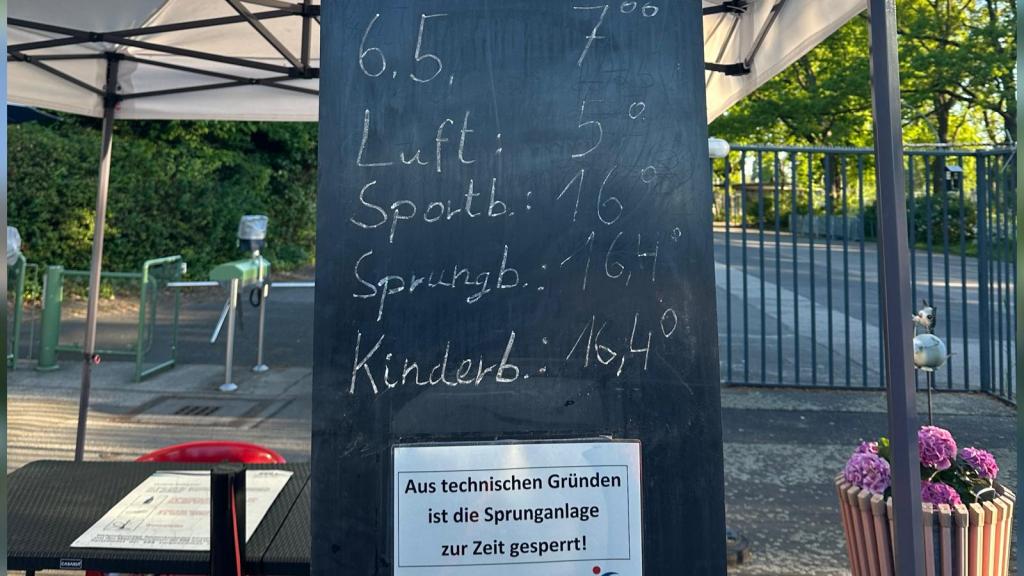 6.5. 7⁰⁰
Luft: 5°
Sportb.: 16°
Sprungb.: 16,4°
Kinderb.: 16,4°
Aus technischen Gründen
ist die Sprunganlage
zur Zeit gesperrt!